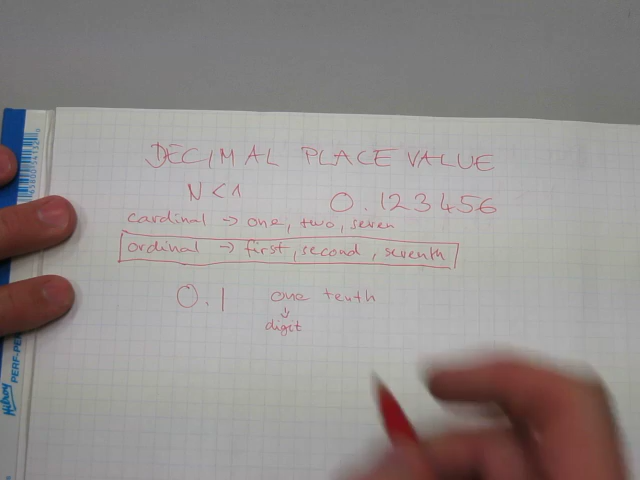 DECIMAL PLACE VALUE
N < 1 0.123456
cardinal → one, two, seven
ordinal → first, second, seventh
0.1 one tenth
↓
digit
Hilroy